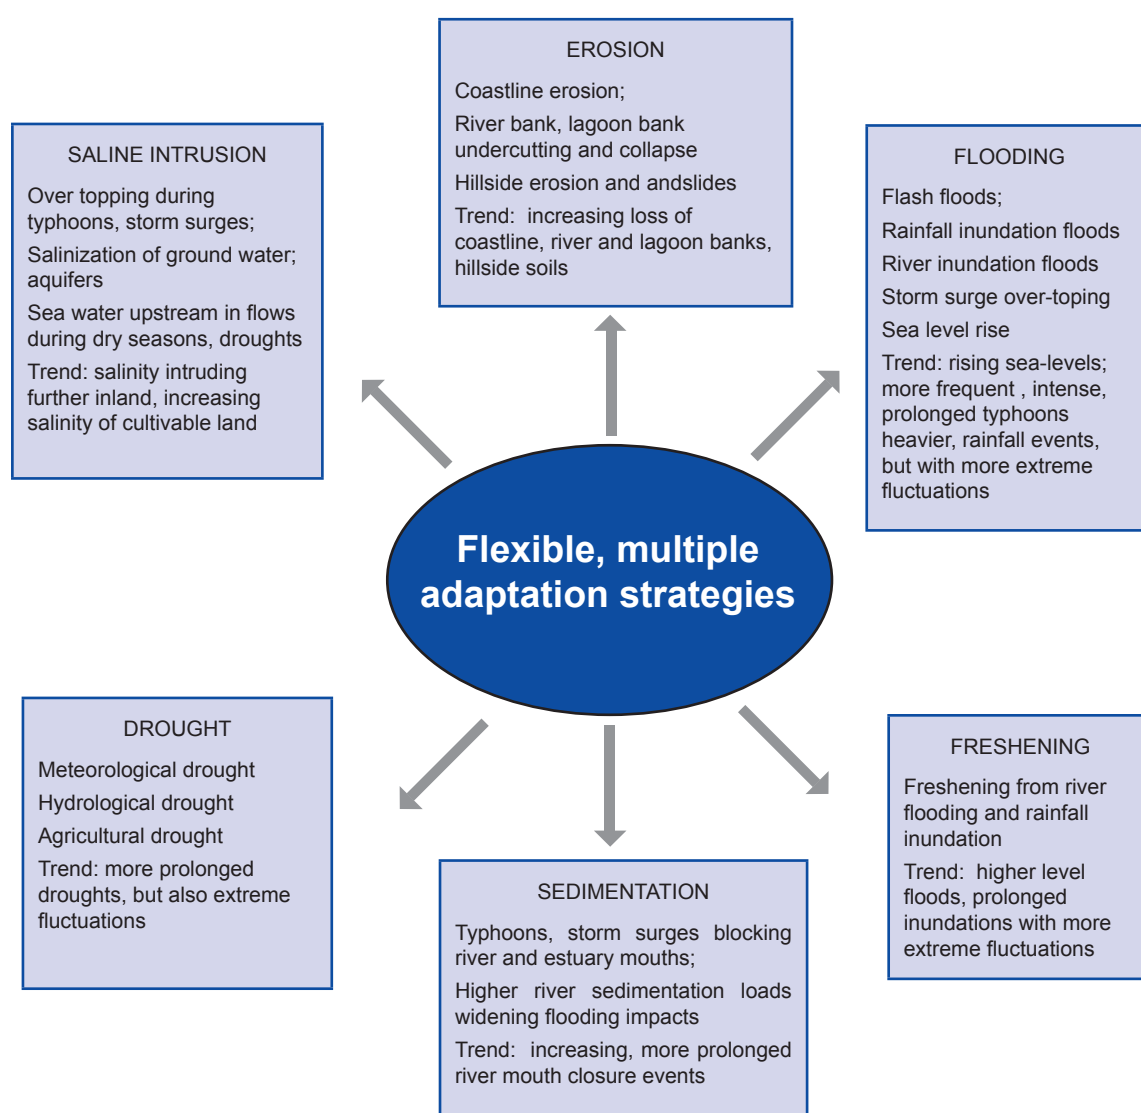 EROSION
Coastline erosion;
River bank, lagoon bank
undercutting and collapse
Hillside erosion and andslides
Trend:  increasing loss of
coastline, river and lagoon banks,
hillside soils
SALINE INTRUSION
Over topping during
typhoons, storm surges;
Salinization of ground water;
aquifers
Sea water upstream in flows
during dry seasons, droughts
Trend: salinity intruding
further inland, increasing
salinity of cultivable land
FLOODING
Flash floods;
Rainfall inundation floods
River inundation floods
Storm surge over-toping
Sea level rise
Trend: rising sea-levels;
more frequent , intense,
prolonged typhoons
heavier, rainfall events,
but with more extreme
fluctuations
Flexible, multiple
adaptation strategies
DROUGHT
Meteorological drought
Hydrological drought
Agricultural drought
Trend: more prolonged
droughts, but also extreme
fluctuations
SEDIMENTATION
Typhoons, storm surges blocking
river and estuary mouths;
Higher river sedimentation loads
widening flooding impacts
Trend:  increasing, more prolonged
river mouth closure events
FRESHENING
Freshening from river
flooding and rainfall
inundation
Trend:  higher level
floods, prolonged
inundations with more
extreme fluctuations